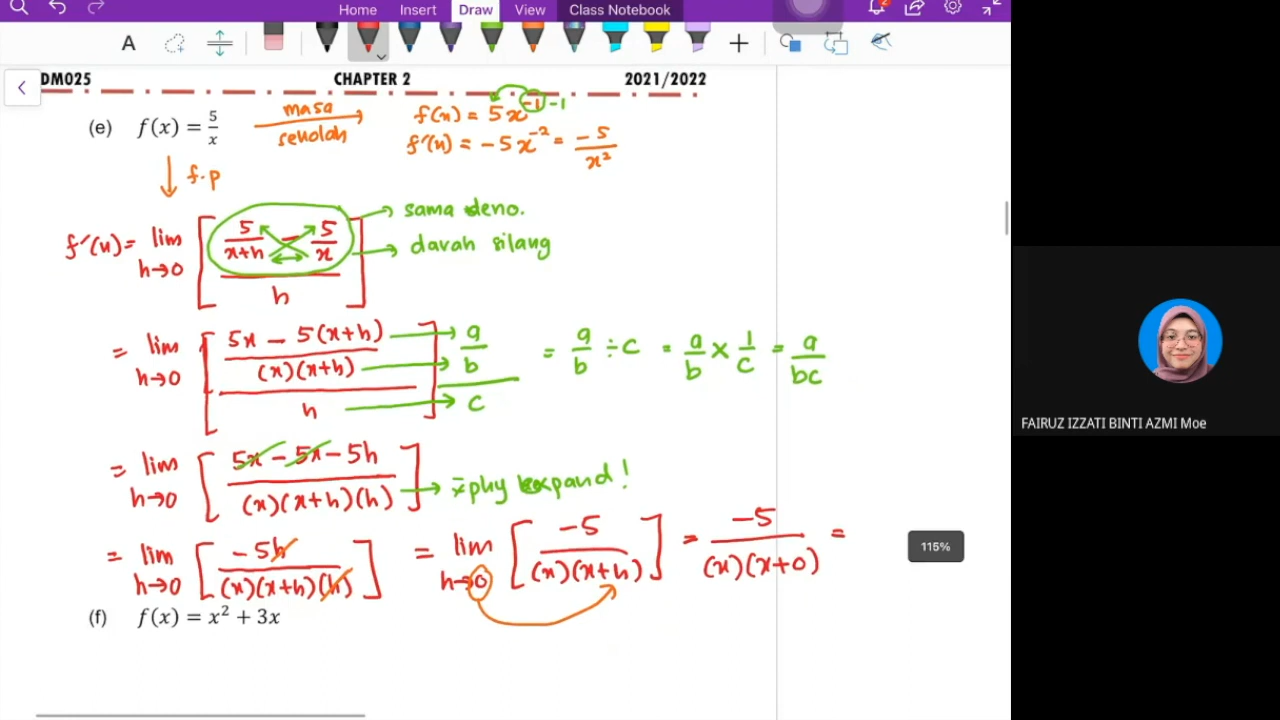 Home Insert Draw View Class Notebook
A
DM025 CHAPTER 2 2021/2022
(e) f(x) = 5/x
masa
sekolah
f(x) = 5x^-1 -1
f'(x) = -5x^-2 = -5/x²
f.p
f'(x) = lim h→0 [ (5/(x+h) - 5/x) / h ]
sama deno.
darah silang
= lim h→0 [ ((5x - 5(x+h)) / ((x)(x+h))) / h ]
a
b
c
= a/b ÷ c = a/b × 1/c = a/bc
= lim h→0 [ (5x - 5x - 5h) / ((x)(x+h)(h)) ]
expand!
= lim h→0 [ -5h / ((x)(x+h)(h)) ] = lim h→0 [ -5 / ((x)(x+h)) ] = -5 / ((x)(x+0)) =
(f) f(x) = x² + 3x
115%
FAIRUZ IZZATI BINTI AZMI Moe